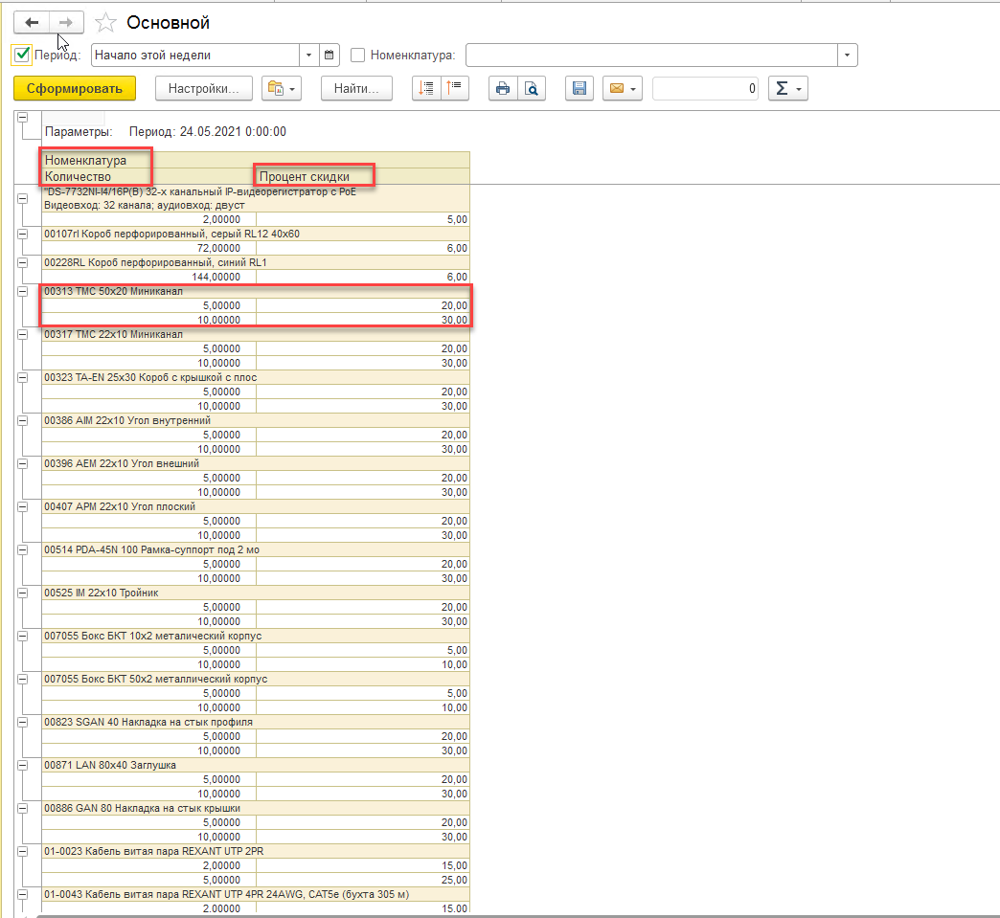 Основной
Период: Начало этой недели Номенклатура:
Сформировать Настройки... Найти... 0 Σ
Параметры: Период: 24.05.2021 0:00:00
Номенклатура
Количество Процент скидки
"DS-7732NI-I4/16P(B) 32-х канальный IP-видеорегистратор с PoE
Видеовход: 32 канала; аудиовход: двуст
2,00000 5,00
00107rl Короб перфорированный, серый RL12 40x60
72,00000 6,00
00228RL Короб перфорированный, синий RL1
144,00000 6,00
00313 TMC 50x20 Миниканал
5,00000 20,00
10,00000 30,00
00317 TMC 22x10 Миниканал
5,00000 20,00
10,00000 30,00
00323 TA-EN 25x30 Короб с крышкой с плос
5,00000 20,00
10,00000 30,00
00386 AIM 22x10 Угол внутренний
5,00000 20,00
10,00000 30,00
00396 AEM 22x10 Угол внешний
5,00000 20,00
10,00000 30,00
00407 APM 22x10 Угол плоский
5,00000 20,00
10,00000 30,00
00514 PDA-45N 100 Рамка-суппорт под 2 мо
5,00000 20,00
10,00000 30,00
00525 IM 22x10 Тройник
5,00000 20,00
10,00000 30,00
007055 Бокс БКТ 10x2 металический корпус
5,00000 5,00
10,00000 10,00
007055 Бокс БКТ 50x2 металлический корпус
5,00000 5,00
10,00000 10,00
00823 SGAN 40 Накладка на стык профиля
5,00000 20,00
10,00000 30,00
00871 LAN 80x40 Заглушка
5,00000 20,00
10,00000 30,00
00886 GAN 80 Накладка на стык крышки
5,00000 20,00
10,00000 30,00
01-0023 Кабель витая пара REXANT UTP 2PR
2,00000 15,00
5,00000 25,00
01-0043 Кабель витая пара REXANT UTP 4PR 24AWG, CAT5e (бухта 305 м)
2,00000 15,00